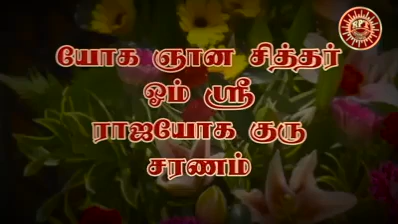 யோக ஞான சித்தர்
ஓம் ஸ்ரீ
ராஜயோக குரு
சரணம்